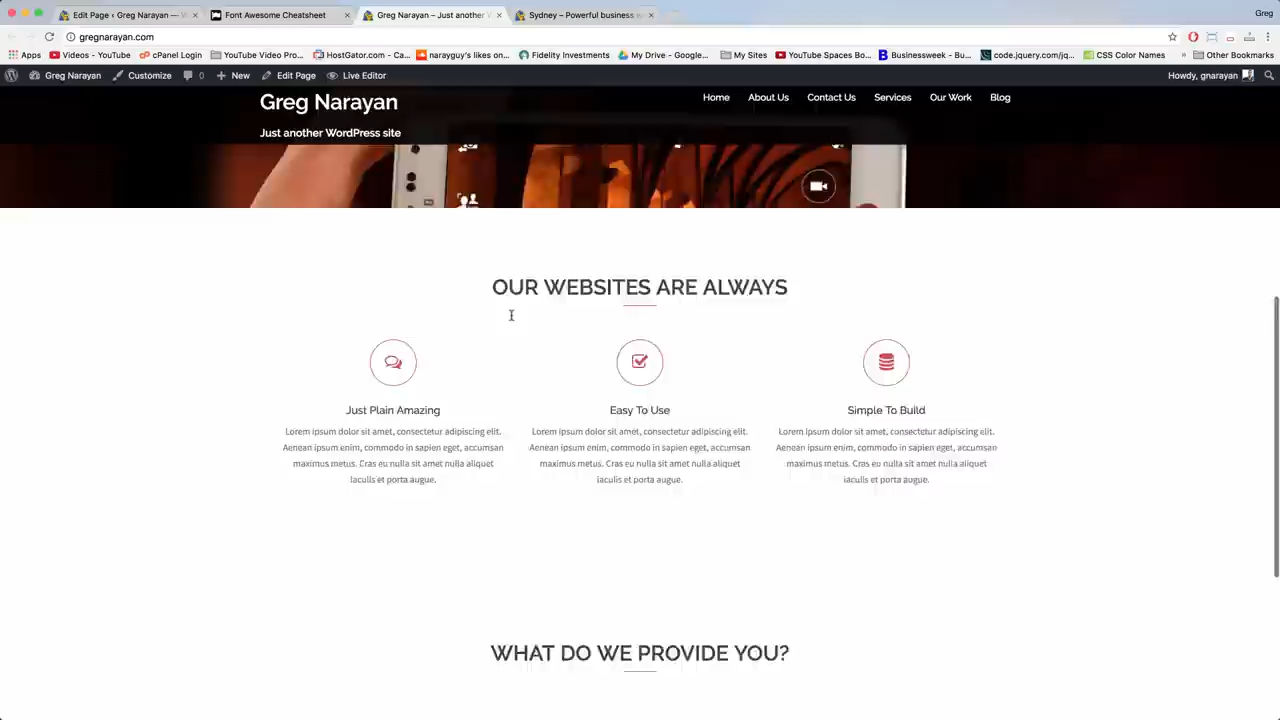 Edit Page ‹ Greg Narayan — W
Font Awesome Cheatsheet
Greg Narayan – Just another W
Sydney – Powerful business w
Greg
gregnarayan.com
Apps
Videos - YouTube
cPanel Login
YouTube Video Pro...
HostGator.com - Ca...
narayguy's likes on...
Fidelity Investments
My Drive - Google...
My Sites
YouTube Spaces Bo...
Businessweek - Bu...
code.jquery.com/jq...
CSS Color Names
» Other Bookmarks
Greg Narayan
Customize
0
New
Edit Page
Live Editor
Howdy, gnarayan
Greg Narayan
Home About Us Contact Us Services Our Work Blog
Just another WordPress site
OUR WEBSITES ARE ALWAYS
Just Plain Amazing
Lorem ipsum dolor sit amet, consectetur adipiscing elit.
Aenean ipsum enim, commodo in sapien eget, accumsan
maximus metus. Cras eu nulla sit amet nulla aliquet
iaculis et porta augue.
Easy To Use
Lorem ipsum dolor sit amet, consectetur adipiscing elit.
Aenean ipsum enim, commodo in sapien eget, accumsan
maximus metus. Cras eu nulla sit amet nulla aliquet
iaculis et porta augue.
Simple To Build
Lorem ipsum dolor sit amet, consectetur adipiscing elit.
Aenean ipsum enim, commodo in sapien eget, accumsan
maximus metus. Cras eu nulla sit amet nulla aliquet
iaculis et porta augue.
WHAT DO WE PROVIDE YOU?